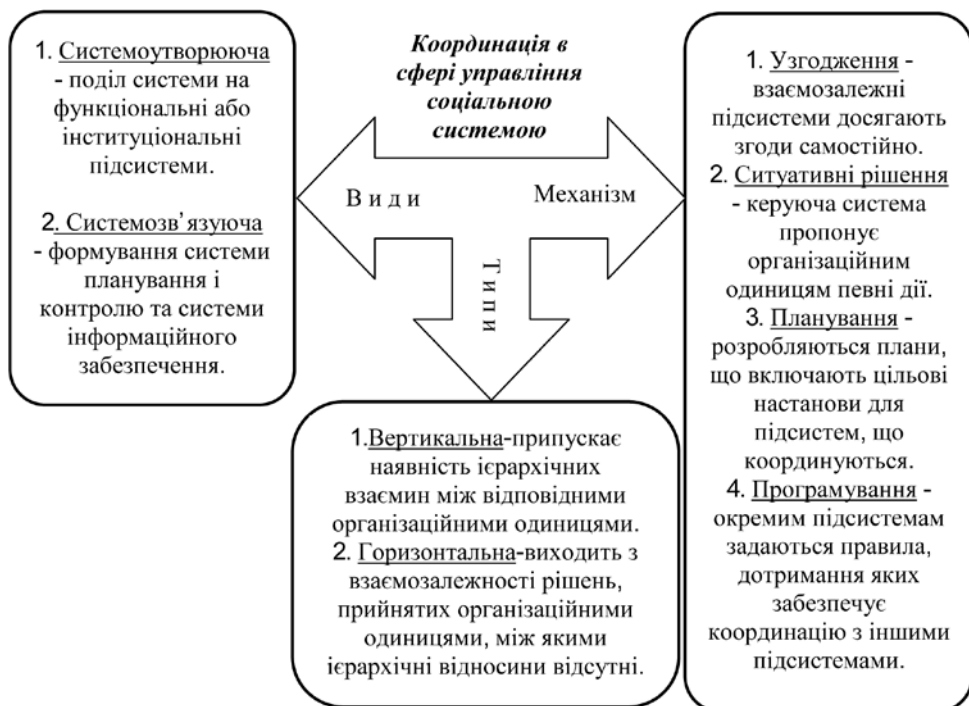 Координація в
сфері управління
соціальною
системою
В и д и
Механізм
Т и п и
1. Системоутворююча
- поділ системи на
функціональні або
інституціональні
підсистеми.
2. Системозв’язуюча
- формування системи
планування і
контролю та системи
інформаційного
забезпечення.
1. Узгодження -
взаємозалежні
підсистеми досягають
згоди самостійно.
2. Ситуативні рішення
- керуюча система
пропонує
організаційним
одиницям певні дії.
3. Планування -
розробляються плани,
що включають цільові
настанови для
підсистем, що
координуються.
4. Програмування -
окремим підсистемам
задаються правила,
дотримання яких
забезпечує
координацію з іншими
підсистемами.
1.Вертикальна-припускає
наявність ієрархічних
взаємин між відповідними
організаційними одиницями.
2. Горизонтальна-виходить з
взаємозалежності рішень,
прийнятих організаційними
одиницями, між якими
ієрархічні відносини відсутні.